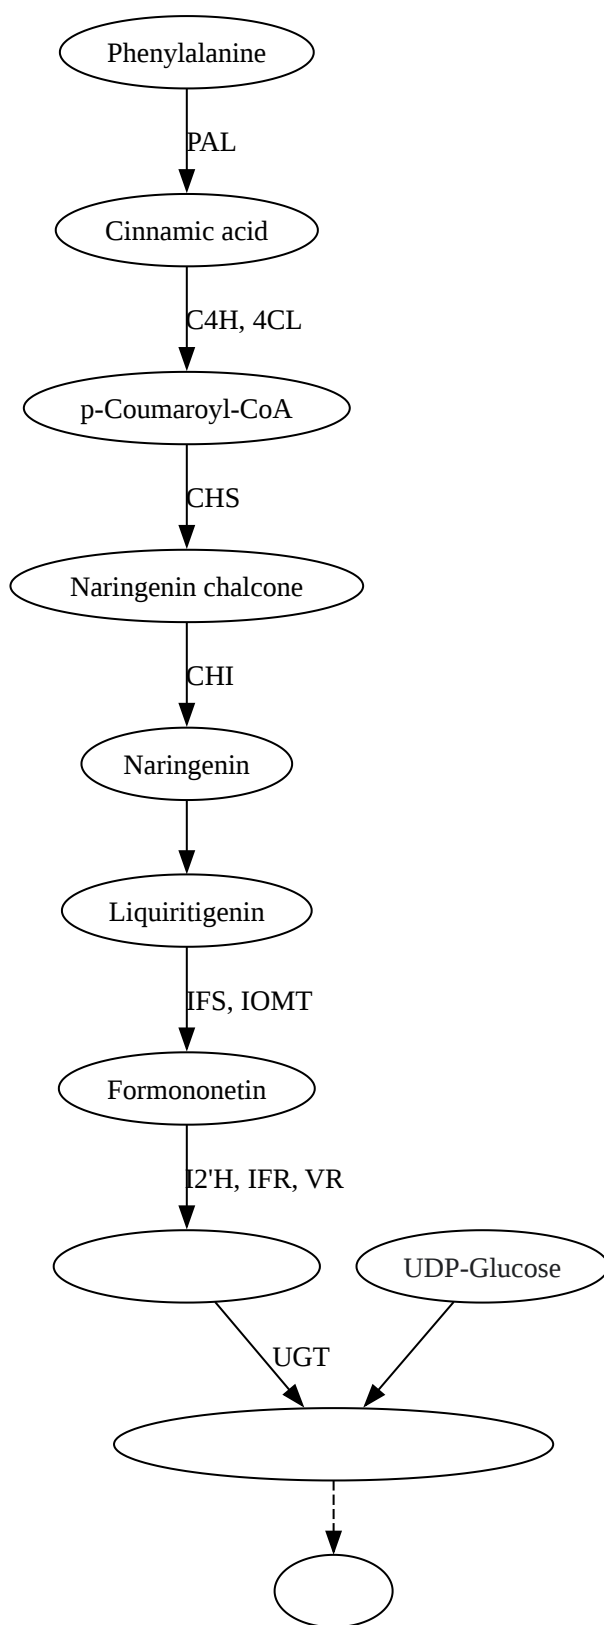 Phenylalanine
PAL
Cinnamic acid
C4H, 4CL
p-Coumaroyl-CoA
CHS
Naringenin chalcone
CHI
Naringenin
Liquiritigenin
IFS, IOMT
Formononetin
I2'H, IFR, VR
UDP-Glucose
UGT